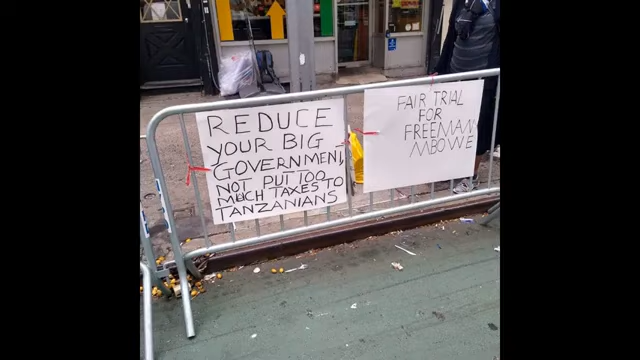 REDUCE
YOUR BIG
GOVERNMENT,
NOT PUT TOO
MUCH TAXES TO
TANZANIANS
FAIR TRIAL
FOR
FREEMAN
MBOWE